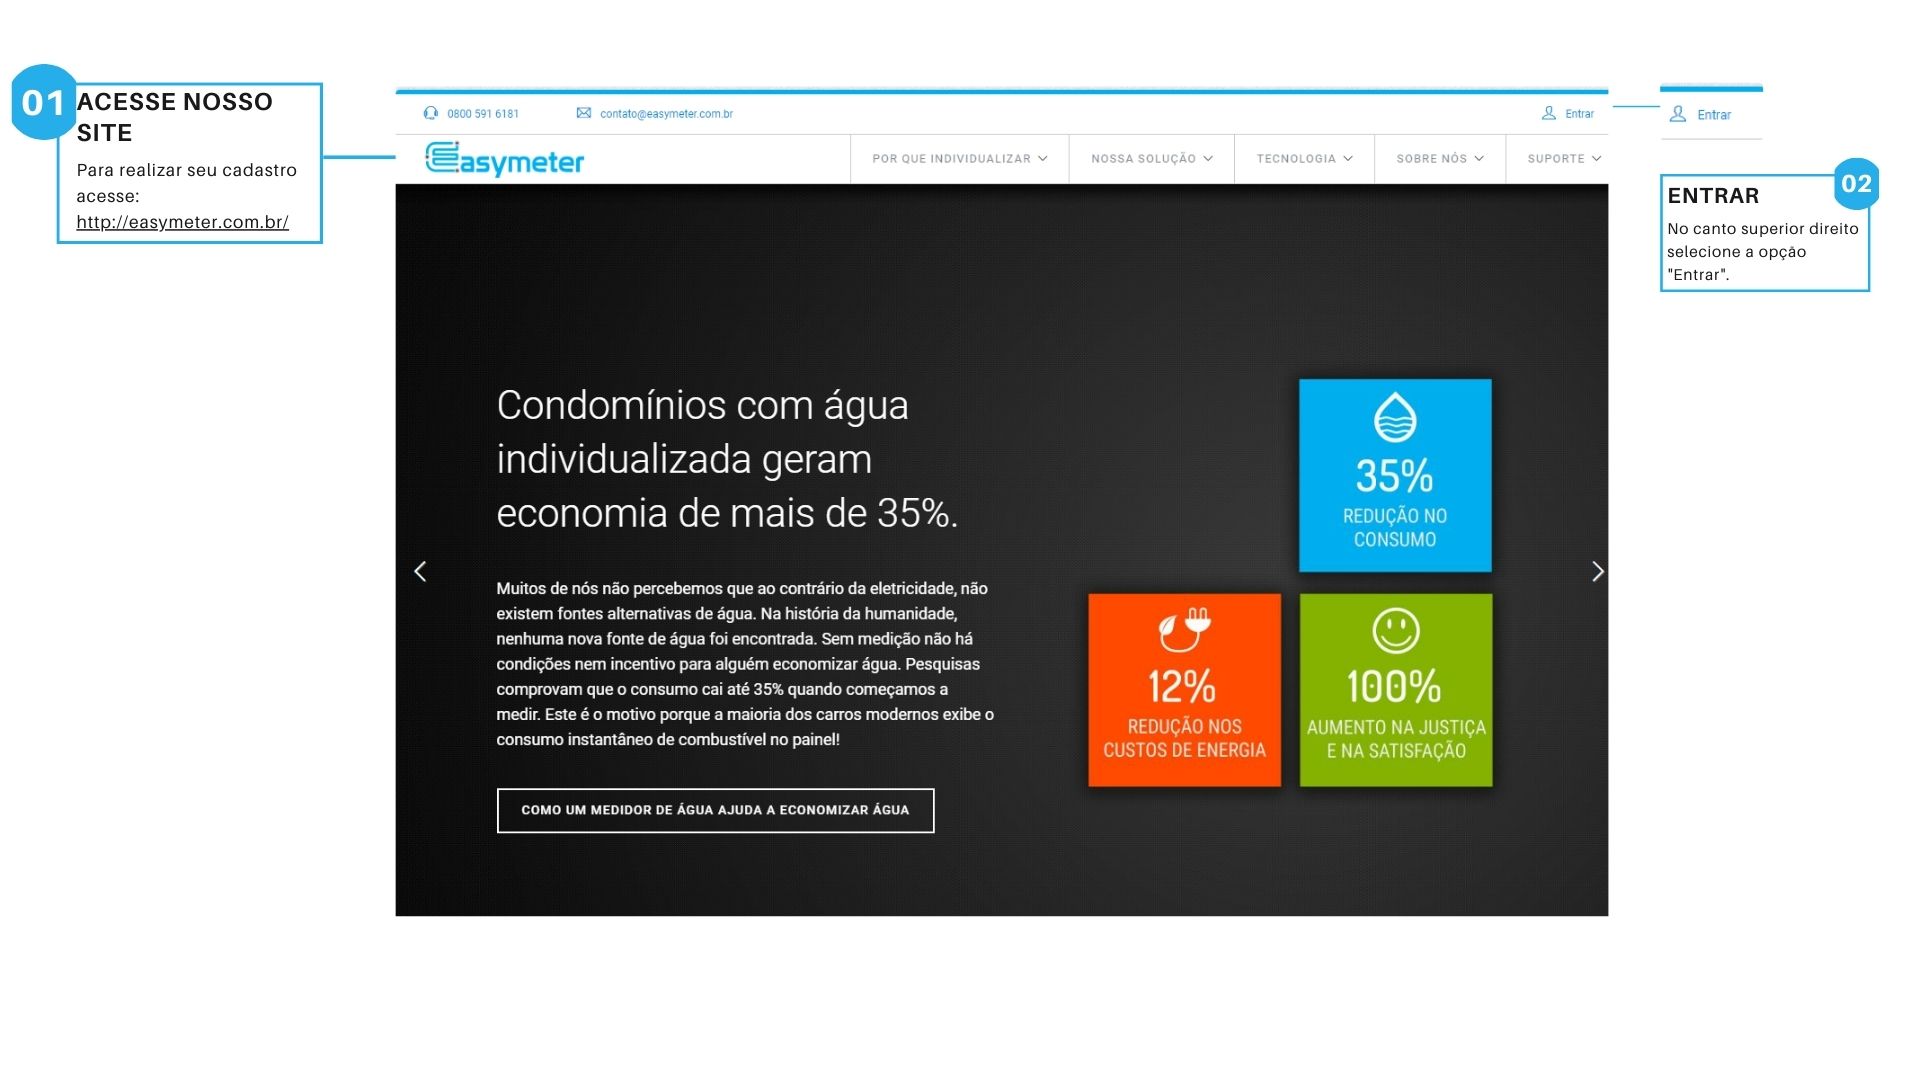 01
ACESSE NOSSO
SITE
Para realizar seu cadastro
acesse:
http://easymeter.com.br/
0800 591 6181
contato@easymeter.com.br
Entrar
Easymeter
POR QUE INDIVIDUALIZAR
NOSSA SOLUÇÃO
TECNOLOGIA
SOBRE NÓS
SUPORTE
Condomínios com água
individualizada geram
economia de mais de 35%.
Muitos de nós não percebemos que ao contrário da eletricidade, não
existem fontes alternativas de água. Na história da humanidade,
nenhuma nova fonte de água foi encontrada. Sem medição não há
condições nem incentivo para alguém economizar água. Pesquisas
comprovam que o consumo cai até 35% quando começamos a
medir. Este é o motivo porque a maioria dos carros modernos exibe o
consumo instantâneo de combustível no painel!
COMO UM MEDIDOR DE ÁGUA AJUDA A ECONOMIZAR ÁGUA
35%
REDUÇÃO NO
CONSUMO
12%
REDUÇÃO NOS
CUSTOS DE ENERGIA
100%
AUMENTO NA JUSTIÇA
E NA SATISFAÇÃO
Entrar
02
ENTRAR
No canto superior direito
selecione a opção
"Entrar".